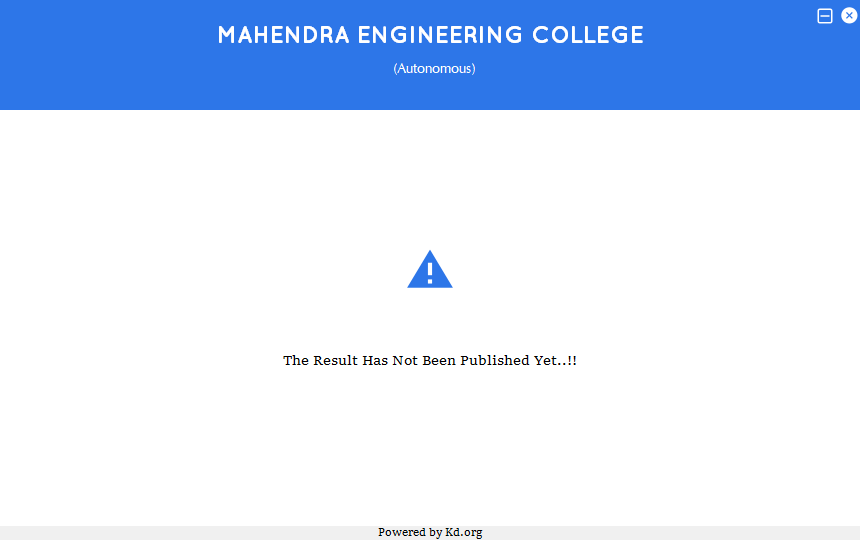 MAHENDRA ENGINEERING COLLEGE
(Autonomous)
The Result Has Not Been Published Yet..!!
Powered by Kd.org